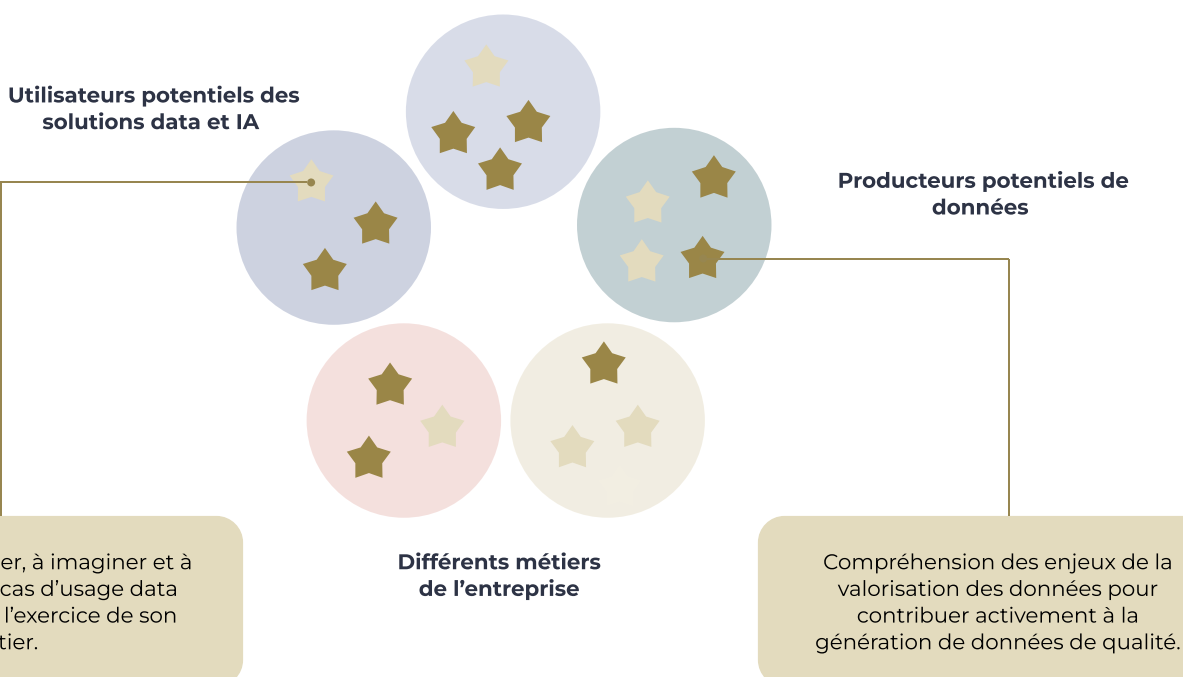 Utilisateurs potentiels des
solutions data et IA
Producteurs potentiels de
données
Différents métiers
de l’entreprise
er, à imaginer et à
cas d’usage data
l’exercice de son
tier.
Compréhension des enjeux de la
valorisation des données pour
contribuer activement à la
génération de données de qualité.